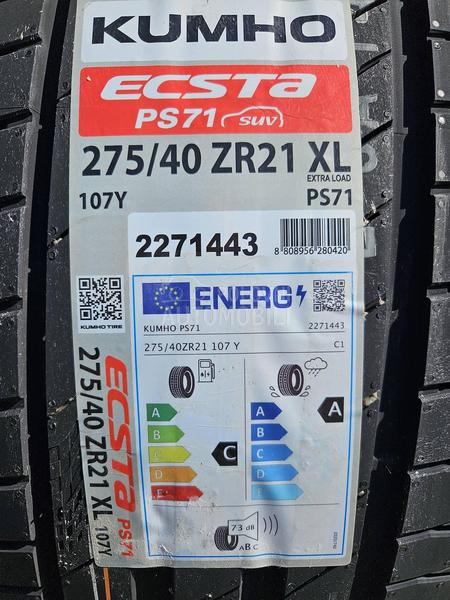 KUMHO
ECSTA
PS71 SUV
275/40 ZR21 XL
EXTRA LOAD
107Y
PS71
2271443
8 808956 280420
ENERG
KUMHO PS71
2271443
275/40ZR21 107 Y
C1
A
B
C
D
E
C
A
B
C
D
E
A
73 dB
ABC
KUMHO TIRE
275/40 ZR21 XL 107Y
ECSTA PS71